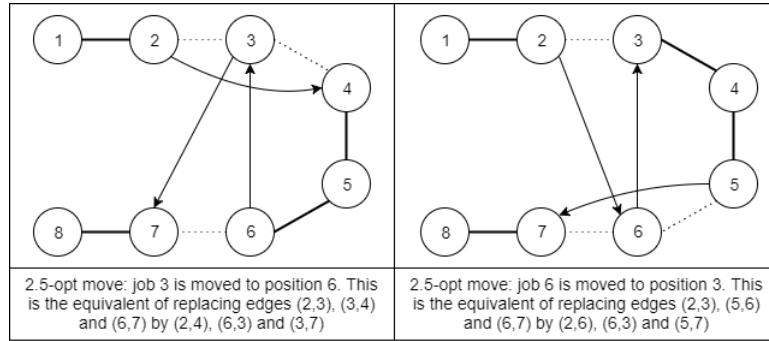 1 2 3 4 5 6 7 8
1 2 3 4 5 6 7 8
2.5-opt move: job 3 is moved to position 6. This
is the equivalent of replacing edges (2,3), (3,4)
and (6,7) by (2,4), (6,3) and (3,7)
2.5-opt move: job 6 is moved to position 3. This
is the equivalent of replacing edges (2,3), (5,6)
and (6,7) by (2,6), (6,3) and (5,7)